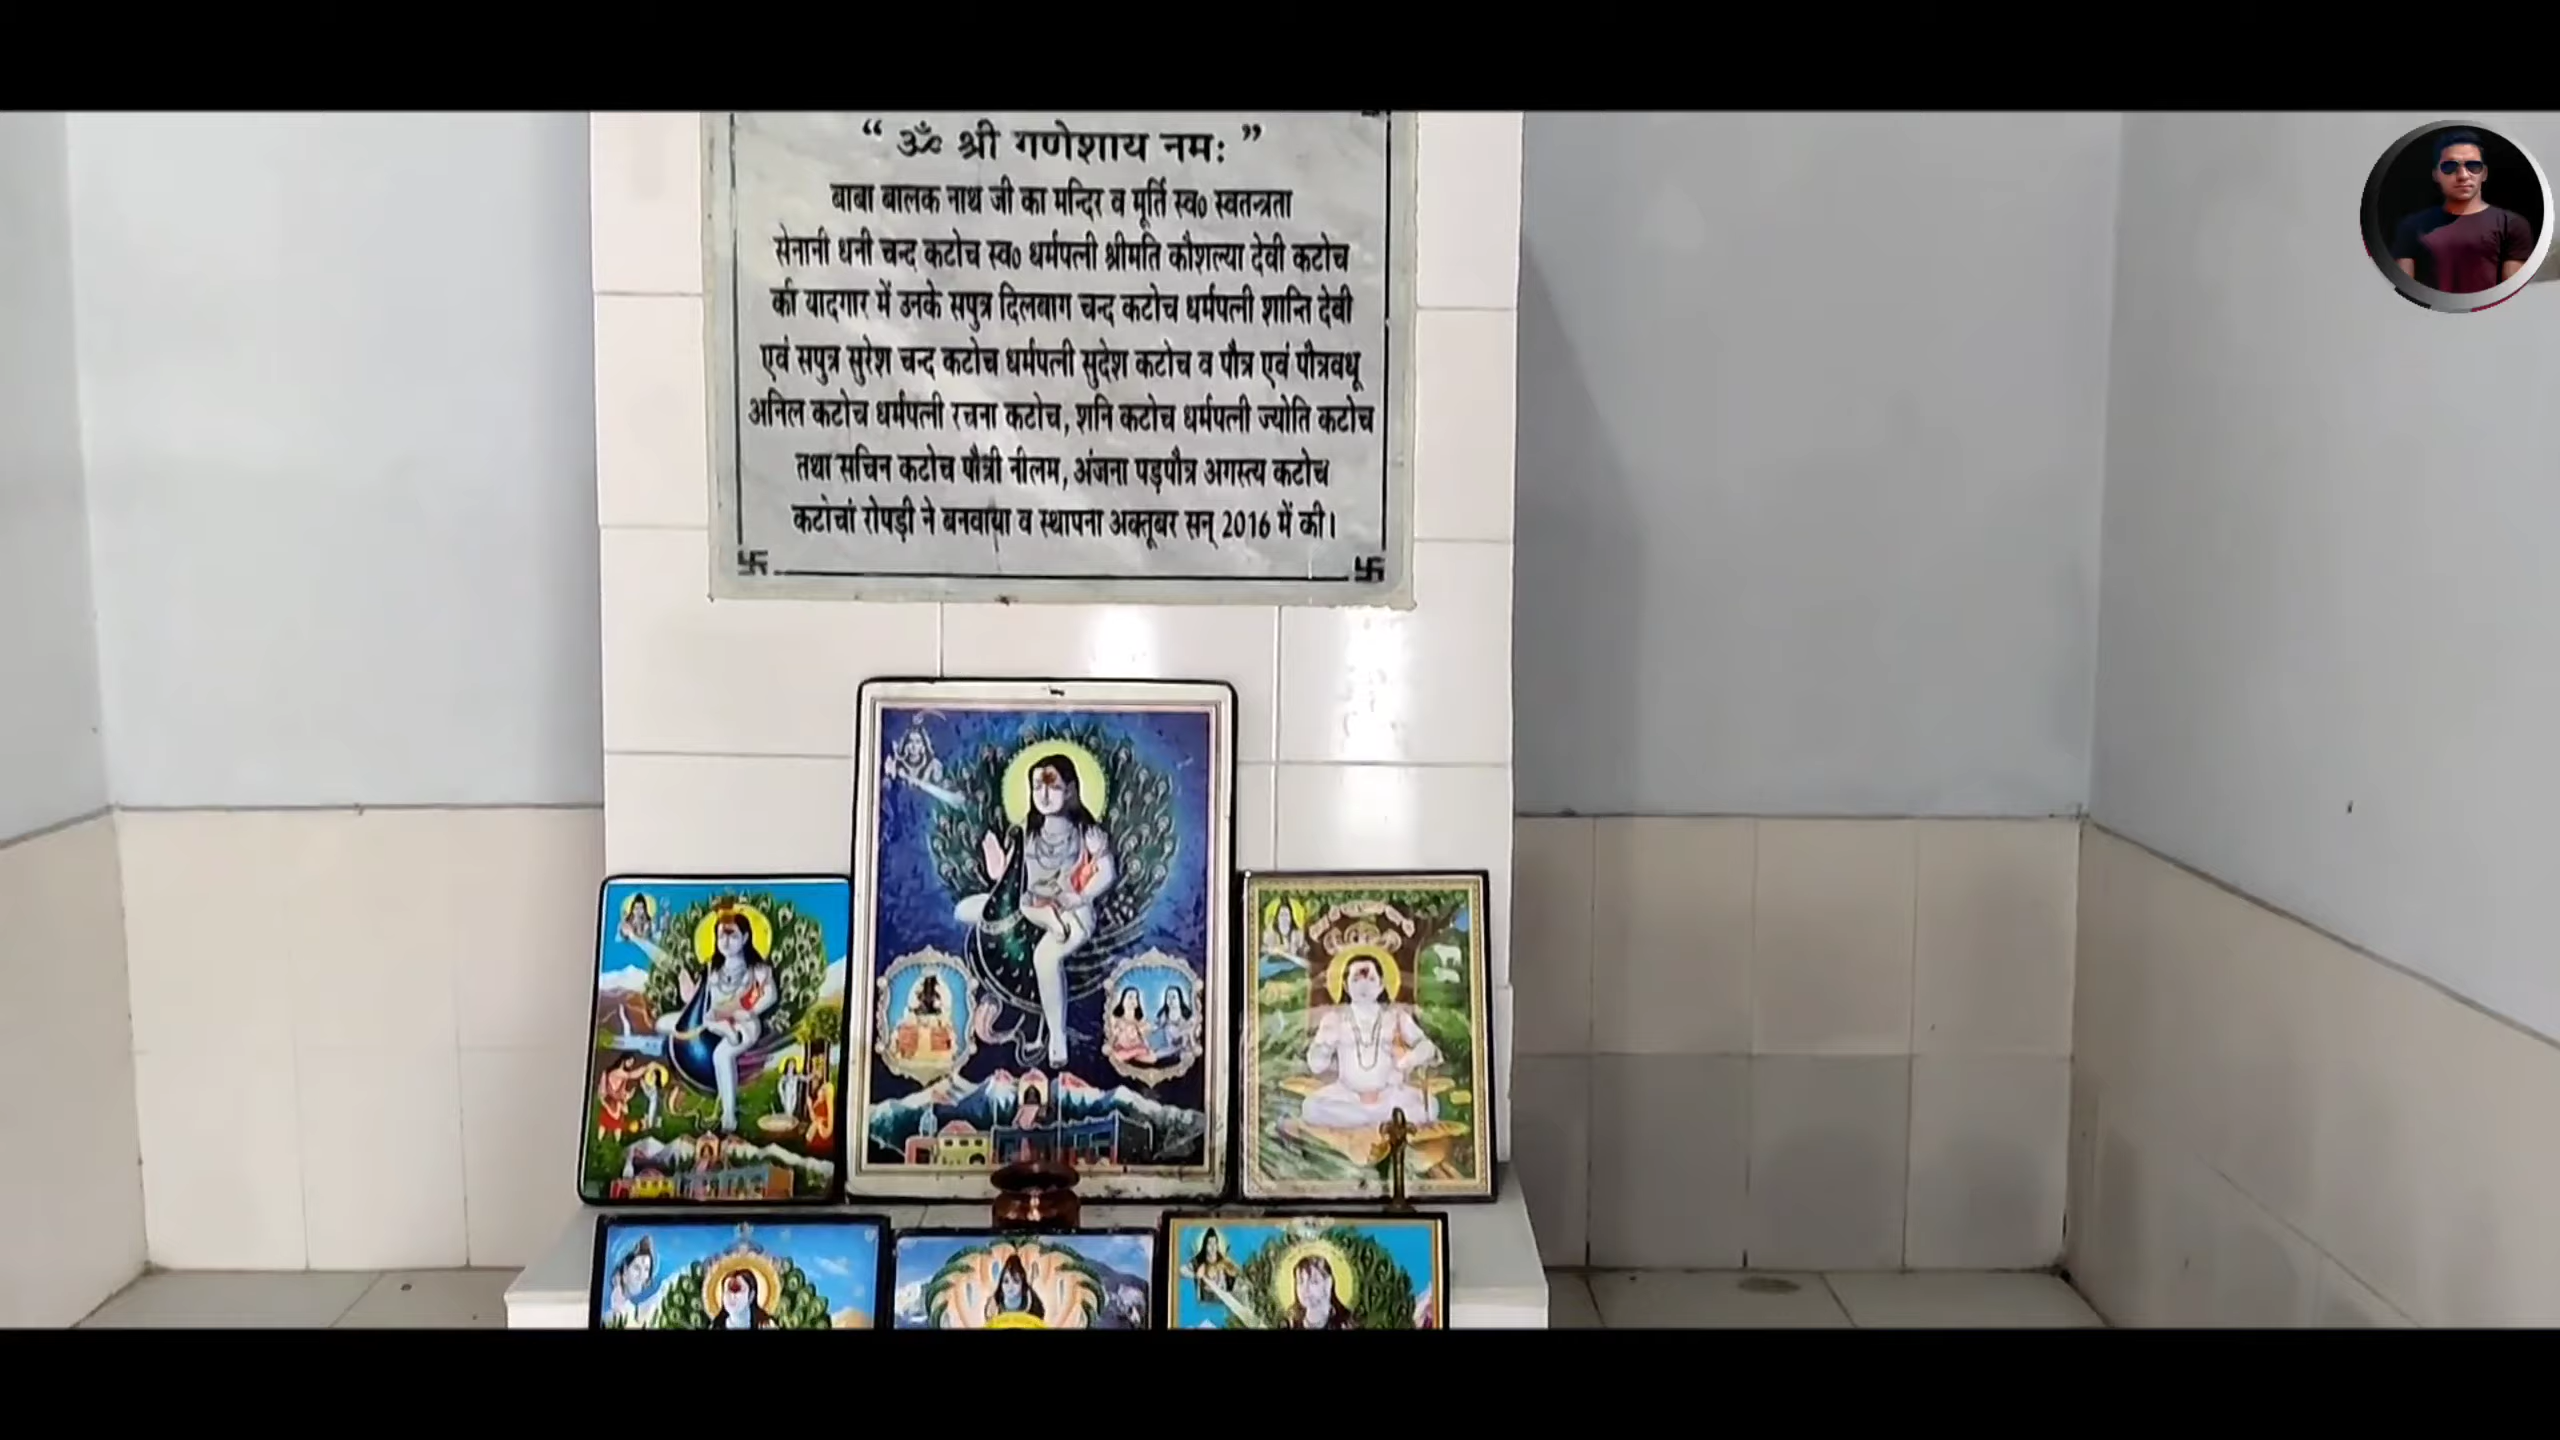 “ ॐ श्री गणेशाय नमः ”
बाबा बालक नाथ जी का मन्दिर व मूर्ति स्व० स्वतन्त्रता
सेनानी धनी चन्द कटोच स्व० धर्मपत्नी श्रीमति कौशल्या देवी कटोच
की यादगार में उनके सपुत्र दिलबाग चन्द कटोच धर्मपत्नी शान्ति देवी
एवं सपुत्र सुरेश चन्द कटोच धर्मपत्नी सुदेश कटोच व पौत्र एवं पौत्रवधू
अनिल कटोच धर्मपत्नी रचना कटोच, शनि कटोच धर्मपत्नी ज्योति कटोच
तथा सचिन कटोच पौत्री नीलम, अंजना पड़पौत्र अगस्त्य कटोच
कटोचां रोपड़ी ने बनवाया व स्थापना अक्तूबर सन् 2016 में की।